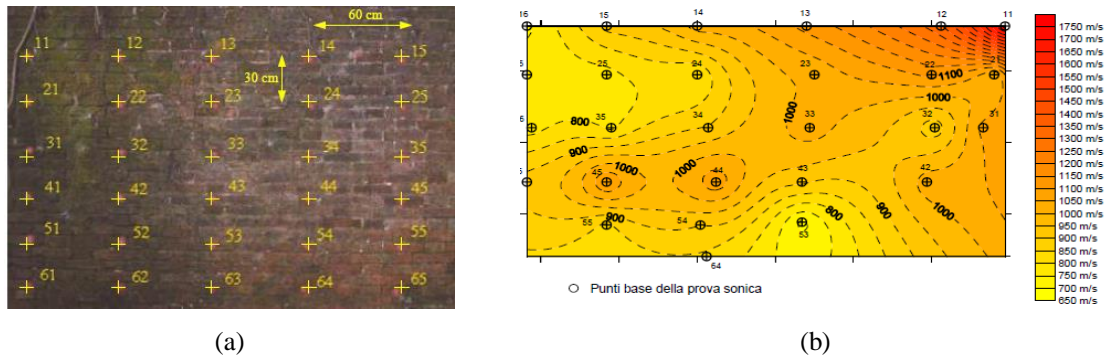 60 cm
11 12 13 14 15
30 cm
21 22 23 24 25
31 32 33 34 35
41 42 43 44 45
51 52 53 54 55
61 62 63 64 65
(a)
16 15 14 13 12 11
25 24 23 22 21
1100
1000
1000
800
35 34 33 32 31
900
1000
1000
45 44 43 42
900
800
900
1000
55 54 53
64
Punti base della prova sonica
1750 m/s
1700 m/s
1650 m/s
1600 m/s
1550 m/s
1500 m/s
1450 m/s
1400 m/s
1350 m/s
1300 m/s
1250 m/s
1200 m/s
1150 m/s
1100 m/s
1050 m/s
1000 m/s
950 m/s
900 m/s
850 m/s
800 m/s
750 m/s
700 m/s
650 m/s
(b)